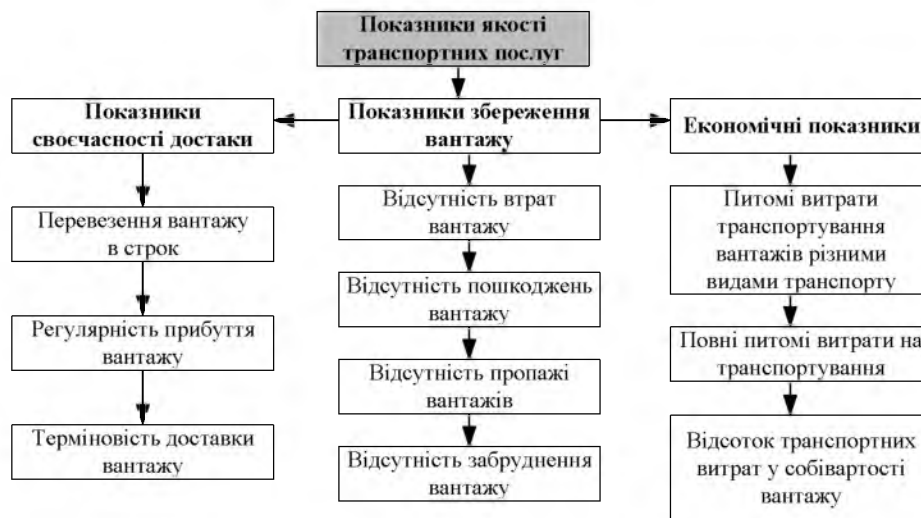 Показники якості
транспортних послуг
Показники
своєчасності достаки
Перевезення вантажу
в строк
Регулярність прибуття
вантажу
Терміновість доставки
вантажу
Показники збереження
вантажу
Відсутність втрат
вантажу
Відсутність пошкоджень
вантажу
Відсутність пропажі
вантажів
Відсутність забруднення
вантажу
Економічні показники
Питомі витрати
транспортування
вантажів різними
видами транспорту
Повні питомі витрати на
транспортування
Відсоток транспортних
витрат у собівартості
вантажу